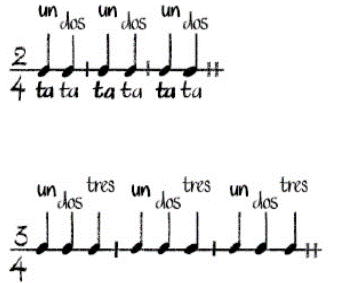 un dos un dos un dos
2
4
ta ta ta ta ta ta
un dos tres un dos tres un dos tres
3
4